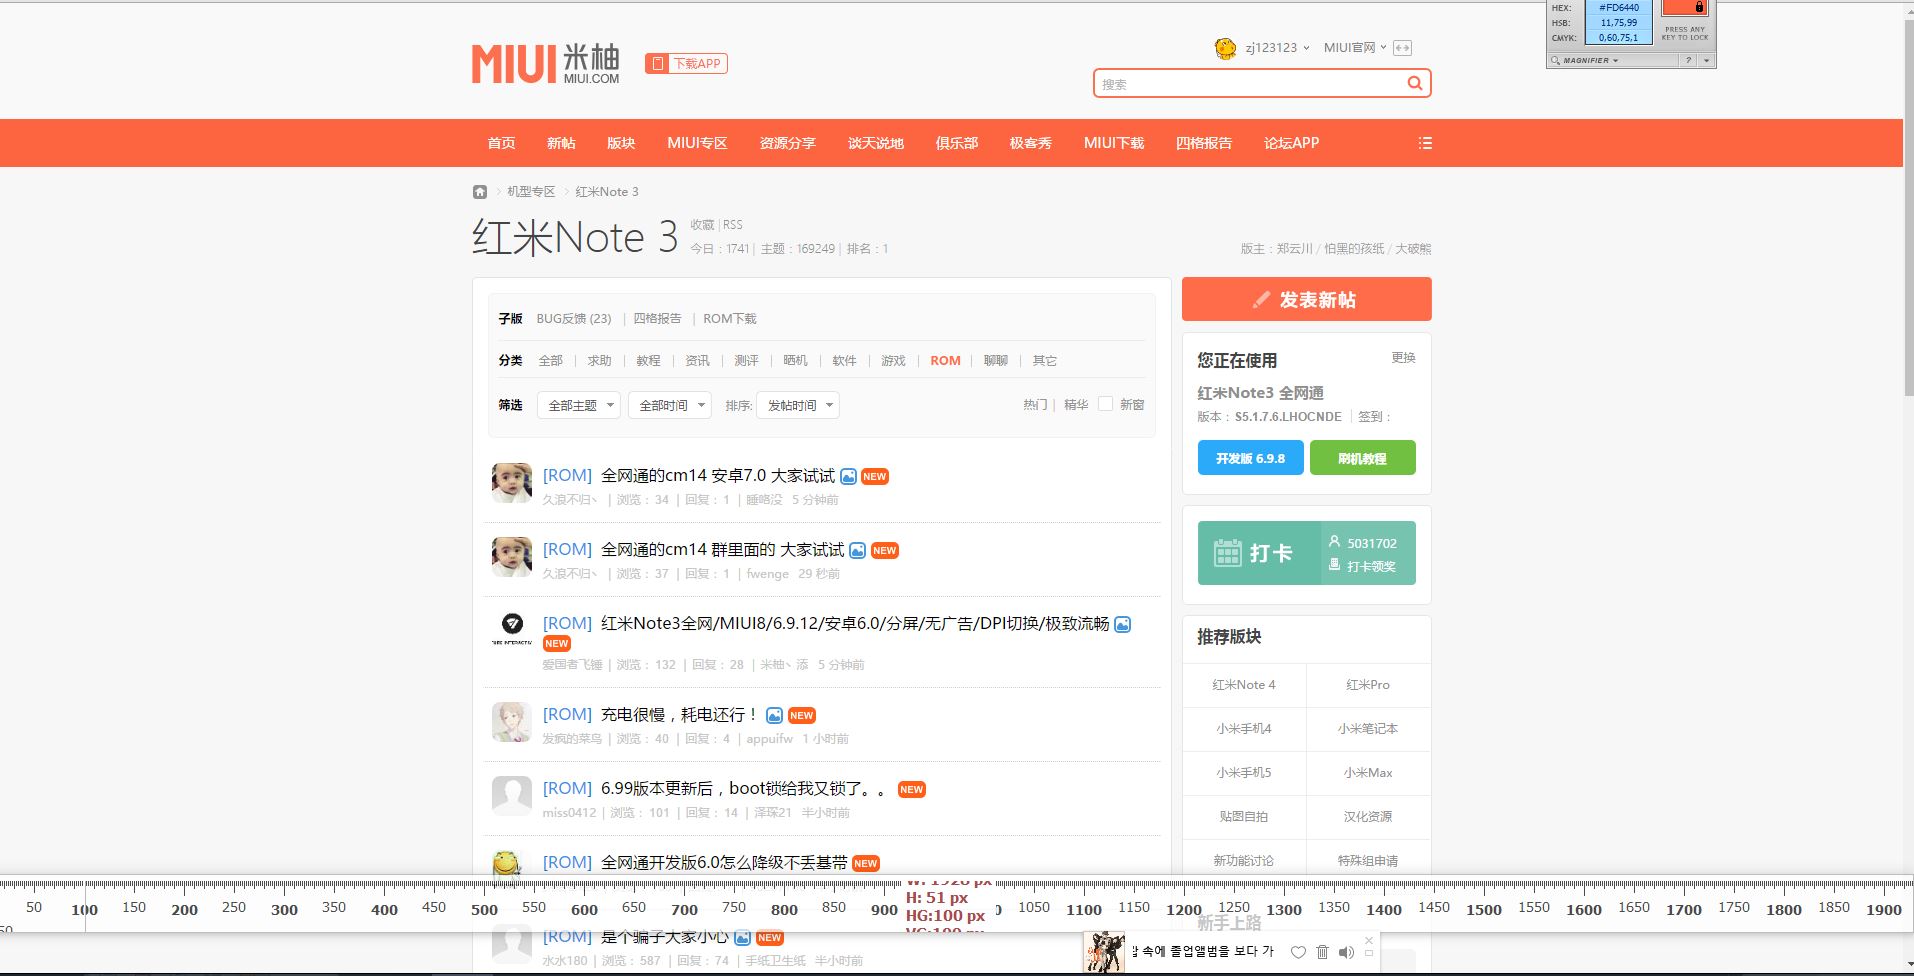 HEX: #FD6440
HSB: 11,75,99
CMYK: 0,60,75,1
PRESS ANY
KEY TO LOCK
MAGNIFIER ?
MIUI 米柚
MIUI.COM
下载APP
zj123123 MIUI官网
搜索
首页 新帖 版块 MIUI专区 资源分享 谈天说地 俱乐部 极客秀 MIUI下载 四格报告 论坛APP
机型专区 红米Note 3
红米Note 3
收藏 | RSS
今日：1741 | 主题：169249 | 排名：1
版主：郑云川 / 怕黑的孩纸 / 大破熊
子版 BUG反馈 (23) | 四格报告 | ROM下载
分类 全部 | 求助 | 教程 | 资讯 | 测评 | 晒机 | 软件 | 游戏 | ROM | 聊聊 | 其它
筛选 全部主题 全部时间 排序: 发帖时间 热门 | 精华 新窗
[ROM] 全网通的cm14 安卓7.0 大家试试 NEW
久浪不归丶 | 浏览：34 | 回复：1 | 睡咯没 5 分钟前
[ROM] 全网通的cm14 群里面的 大家试试 NEW
久浪不归丶 | 浏览：37 | 回复：1 | fwenge 29 秒前
[ROM] 红米Note3全网/MIUI8/6.9.12/安卓6.0/分屏/无广告/DPI切换/极致流畅
NEW
爱国者飞锤 | 浏览：132 | 回复：28 | 米柚丶添 5 分钟前
[ROM] 充电很慢，耗电还行！ NEW
发疯的菜鸟 | 浏览：40 | 回复：4 | appuifw 1 小时前
[ROM] 6.99版本更新后，boot锁给我又锁了。。 NEW
miss0412 | 浏览：101 | 回复：14 | 泽琛21 半小时前
[ROM] 全网通开发版6.0怎么降级不丢基带 NEW
发表新帖
您正在使用 更换
红米Note3 全网通
版本：S5.1.7.6.LHOCNDE | 签到：
开发版 6.9.8 刷机教程
打卡
5031702
打卡领奖
推荐版块
红米Note 4 红米Pro
小米手机4 小米笔记本
小米手机5 小米Max
贴图自拍 汉化资源
新功能讨论 特殊组申请
50 100 150 200 250 300 350 400 450 500 550 600 650 700 750 800 850 900 1050 1100 1150 1200 1250 1300 1350 1400 1450 1500 1550 1600 1650 1700 1750 1800 1850 1900
W: 1928 px
H: 51 px
HG:100 px
VG:100 px
新手上路
[ROM] 是个骗子大家小心 NEW
水水180 | 浏览：587 | 回复：74 | 手纸卫生纸 半小时前
속에 졸업앨범을 보다 가